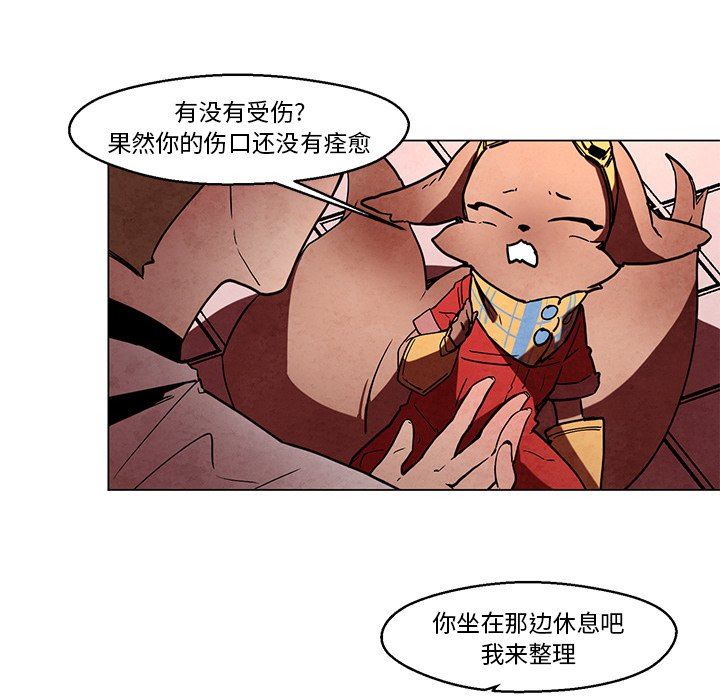 有没有受伤?
果然你的伤口还没有痊愈
你坐在那边休息吧
我来整理